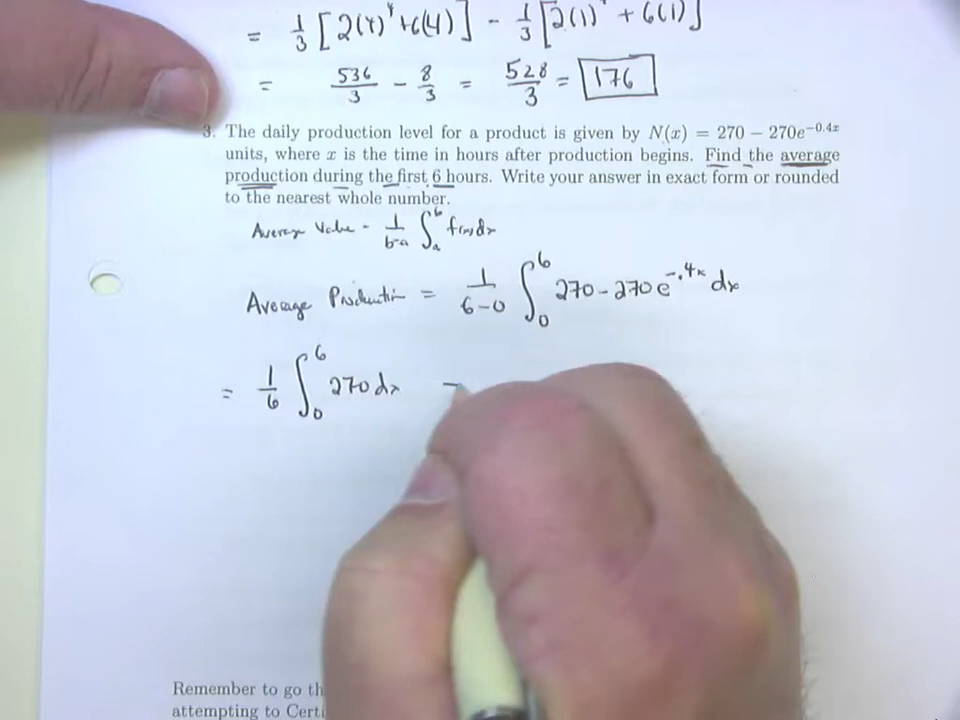 = 1/3 [2(4)⁴ + 6(4)] - 1/3 [2(1) + 6(1)]
= 536/3 - 8/3 = 528/3 = 176
3. The daily production level for a product is given by N(x) = 270 − 270e^{−0.4x}
units, where x is the time in hours after production begins. Find the average
production during the first 6 hours. Write your answer in exact form or rounded
to the nearest whole number.
Average Value = 1/(b-a) ∫_a^b f(x) dx
Average Production = 1/(6-0) ∫_0^6 270 - 270 e^{-.4x} dx
= 1/6 ∫_0^6 270 dx -
Remember to go
attempting to